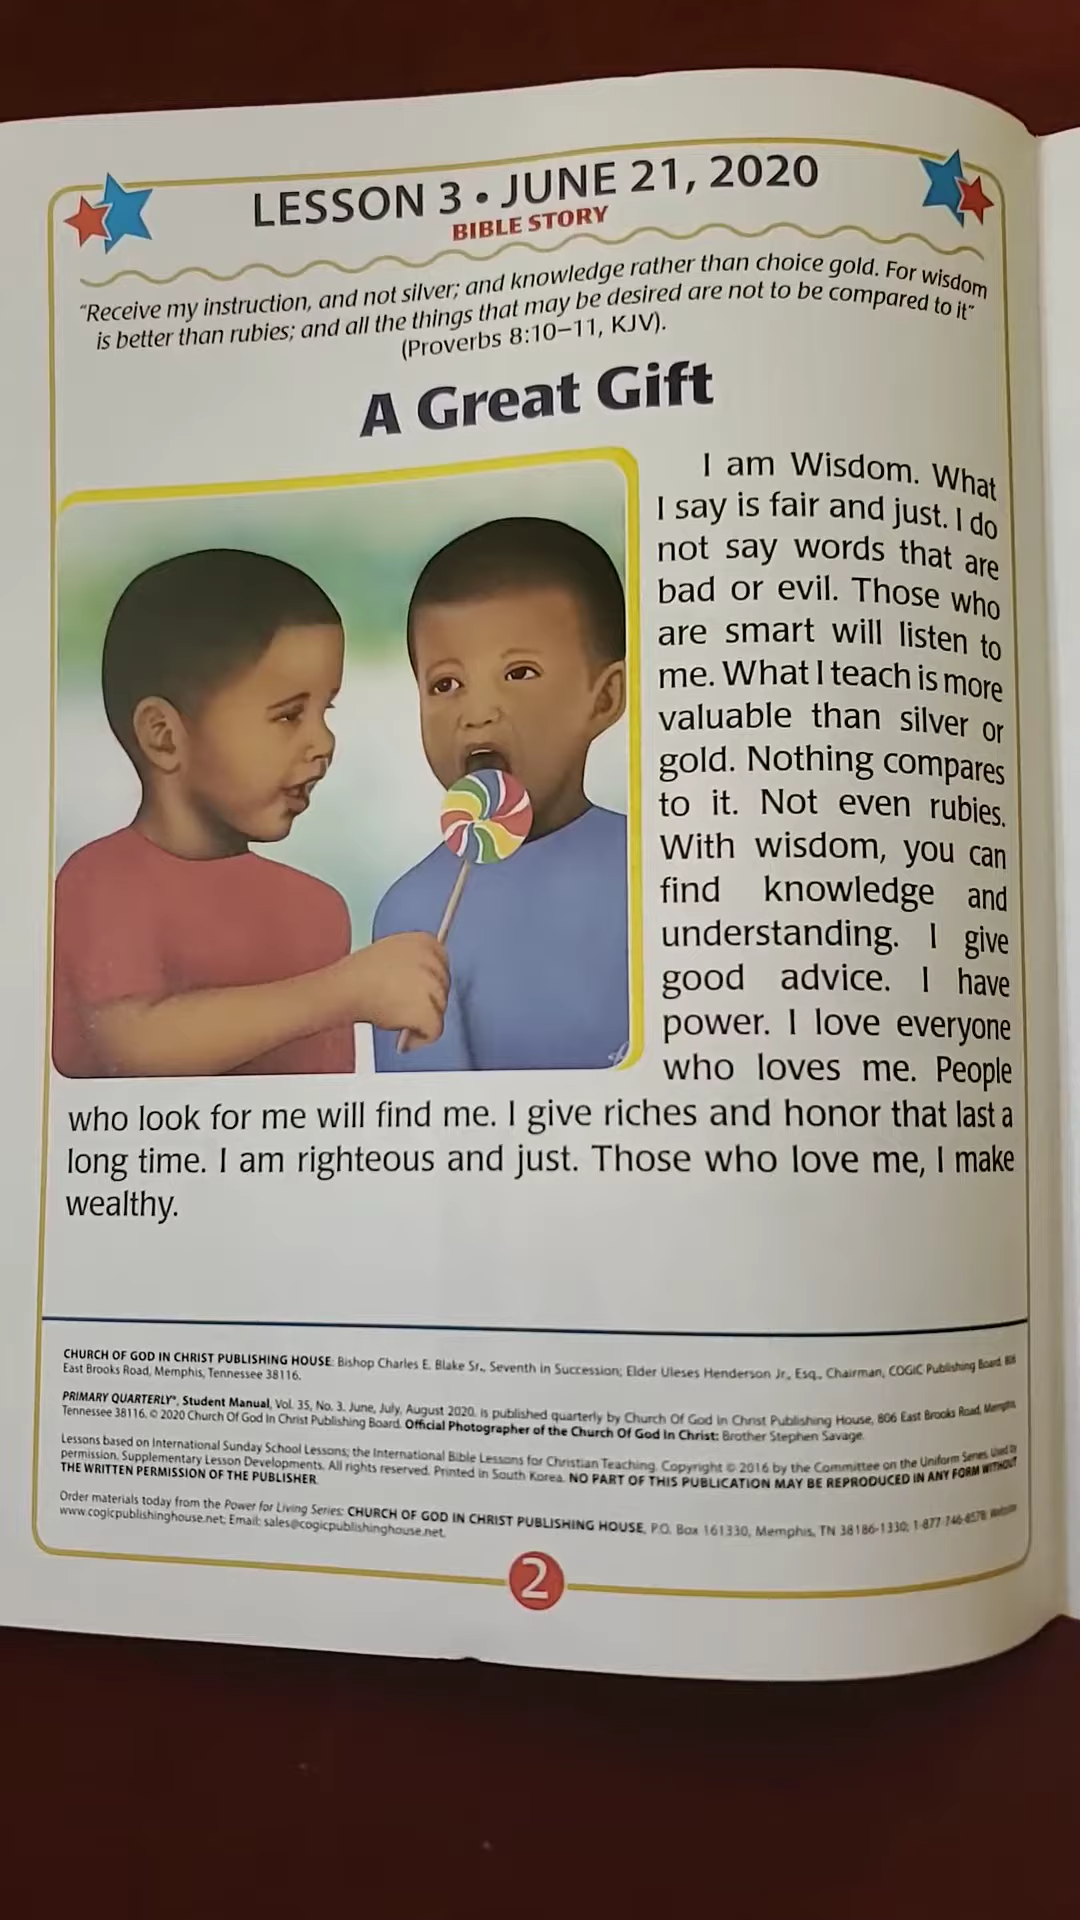 LESSON 3 • JUNE 21, 2020
BIBLE STORY
“Receive my instruction, and not silver; and knowledge rather than choice gold. For wisdom
is better than rubies; and all the things that may be desired are not to be compared to it”
(Proverbs 8:10–11, KJV).
A Great Gift
I am Wisdom. What
I say is fair and just. I do
not say words that are
bad or evil. Those who
are smart will listen to
me. What I teach is more
valuable than silver or
gold. Nothing compares
to it. Not even rubies.
With wisdom, you can
find knowledge and
understanding. I give
good advice. I have
power. I love everyone
who loves me. People
who look for me will find me. I give riches and honor that last a
long time. I am righteous and just. Those who love me, I make
wealthy.
CHURCH OF GOD IN CHRIST PUBLISHING HOUSE: Bishop Charles E. Blake Sr., Seventh in Succession; Elder Uleses Henderson Jr., Esq., Chairman, COGIC Publishing Board, 806
East Brooks Road, Memphis, Tennessee 38116.
PRIMARY QUARTERLY®, Student Manual, Vol. 35, No. 3. June, July, August 2020, is published quarterly by Church Of God In Christ Publishing House, 806 East Brooks Road, Memphis,
Tennessee 38116. © 2020 Church Of God In Christ Publishing Board. Official Photographer of the Church Of God In Christ: Brother Stephen Savage.
Lessons based on International Sunday School Lessons; the International Bible Lessons for Christian Teaching. Copyright © 2016 by the Committee on the Uniform Series. Used by
permission. Supplementary Lesson Developments. All rights reserved. Printed in South Korea. NO PART OF THIS PUBLICATION MAY BE REPRODUCED IN ANY FORM WITHOUT
THE WRITTEN PERMISSION OF THE PUBLISHER.
Order materials today from the Power for Living Series: CHURCH OF GOD IN CHRIST PUBLISHING HOUSE, P.O. Box 161330, Memphis, TN 38186-1330; 1-877-746-8578; Website:
www.cogicpublishinghouse.net; Email: sales@cogicpublishinghouse.net.
2